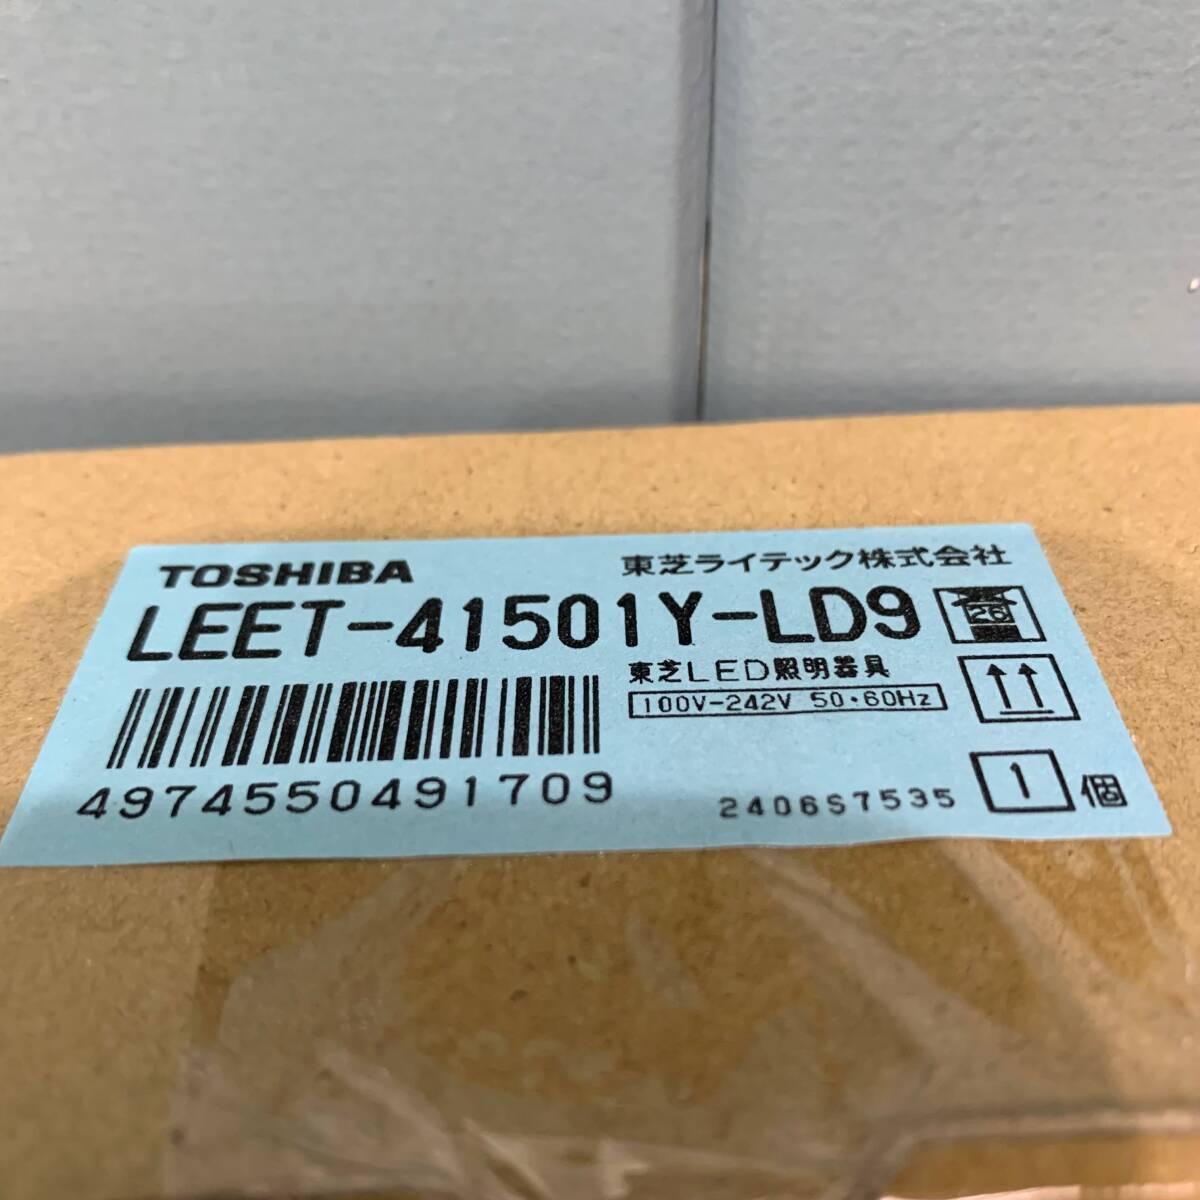 TOSHIBA 東芝ライテック株式会社
LEET-41501Y-LD9 26
東芝LED照明器具
100V-242V 50・60Hz
4974550491709 2406S7535 1個